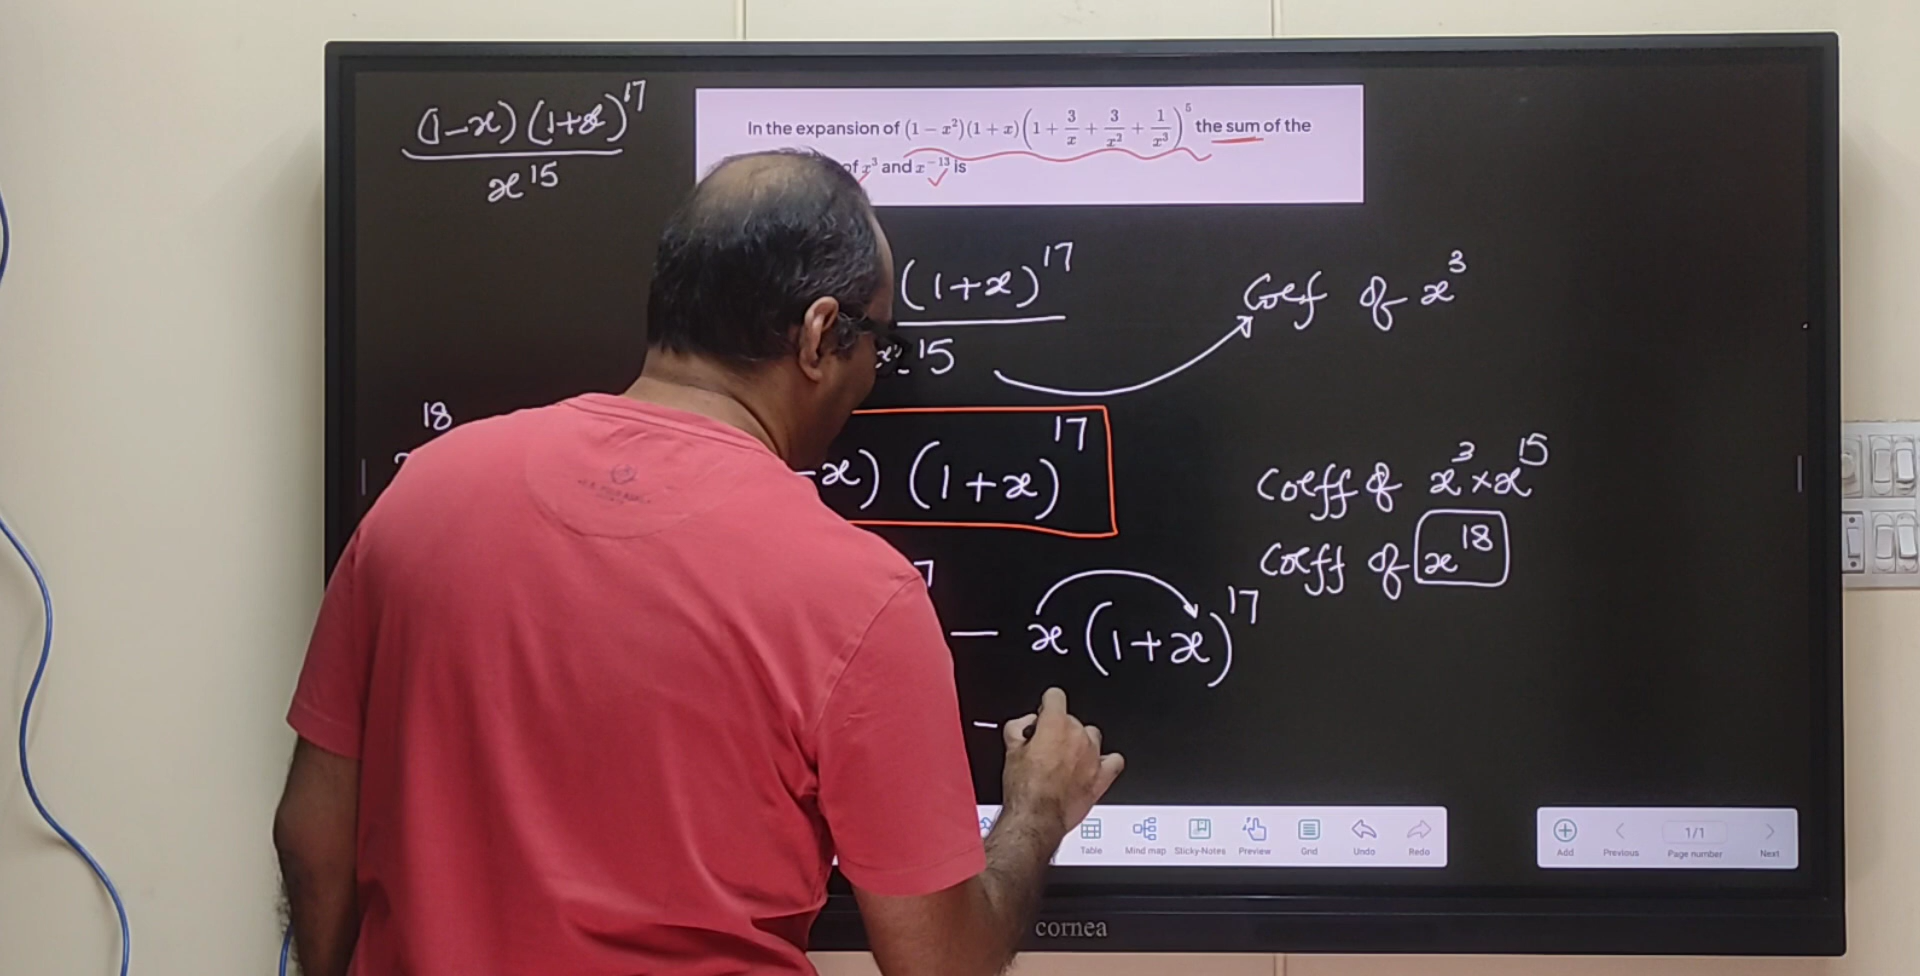 (1-x)(1+x)^17
x^15
In the expansion of (1 − x²)(1 + x)(1 + 3/x + 3/x² + 1/x³)^5 the sum of the
of x³ and x^−13 is
(1+x)^17
x^15
Coef of x^3
18
-x) (1+x)^17
Coeff of x^3 × x^15
Coeff of x^18
7
− x(1+x)^17
−
Table Mind map Sticky-Notes Preview Grid Undo Redo
Add Previous 1/1 Page number Next
cornea